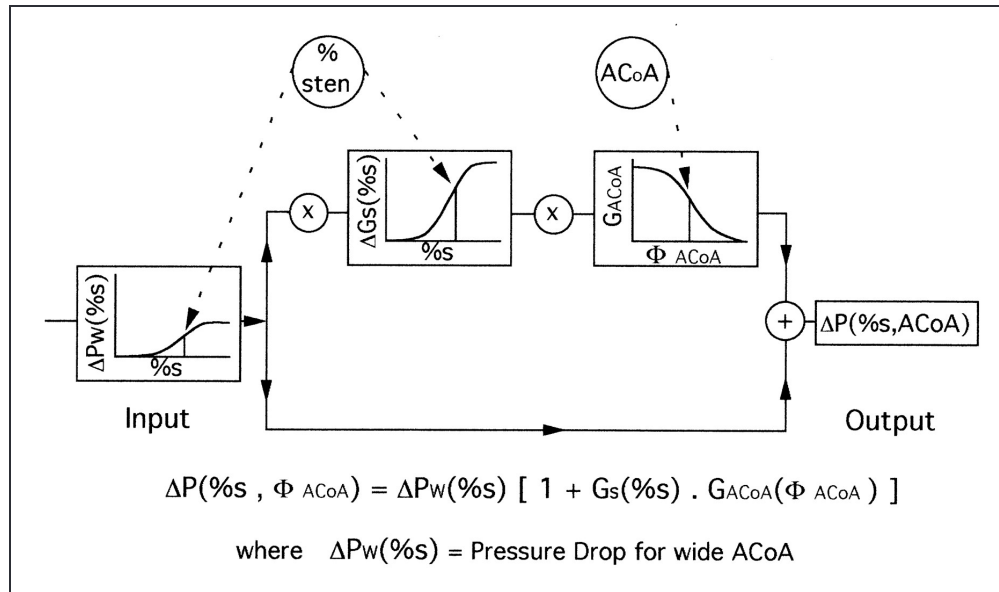 %
sten
ACoA
ΔGs(%s)
%s
GACoA
Φ ACoA
x
x
ΔPw(%s)
%s
+
ΔP(%s,ACoA)
Input
Output
ΔP(%s , Φ ACoA) = ΔPw(%s) [ 1 + Gs(%s) . GACoA(Φ ACoA) ]
where ΔPw(%s) = Pressure Drop for wide ACoA